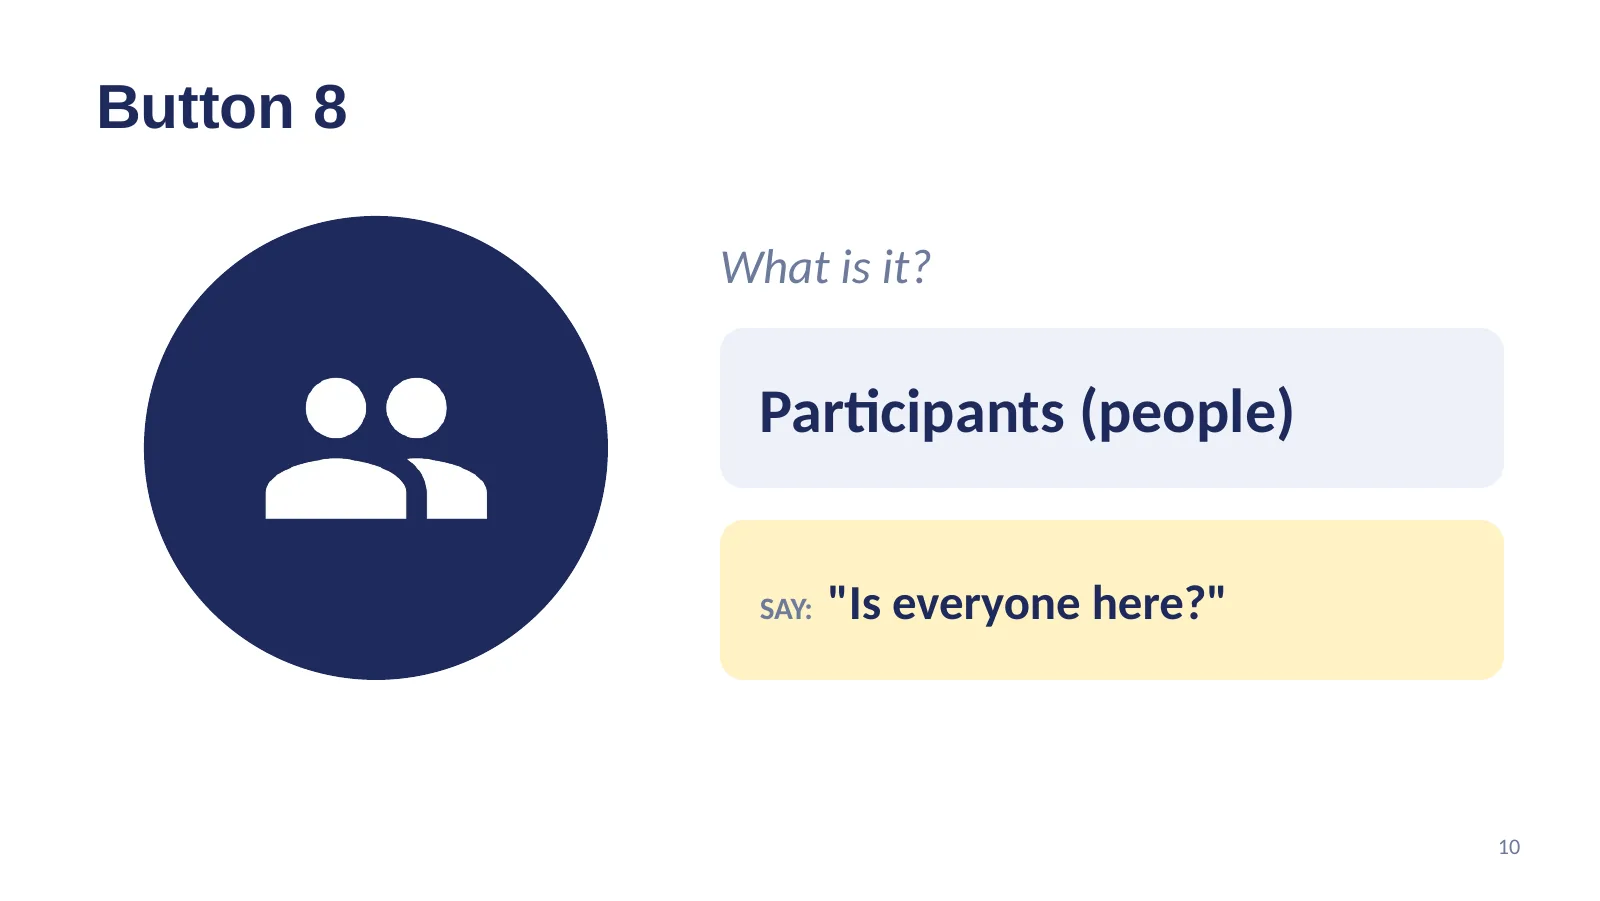 Button 8
What is it?
Participants (people)
SAY: "Is everyone here?"
10